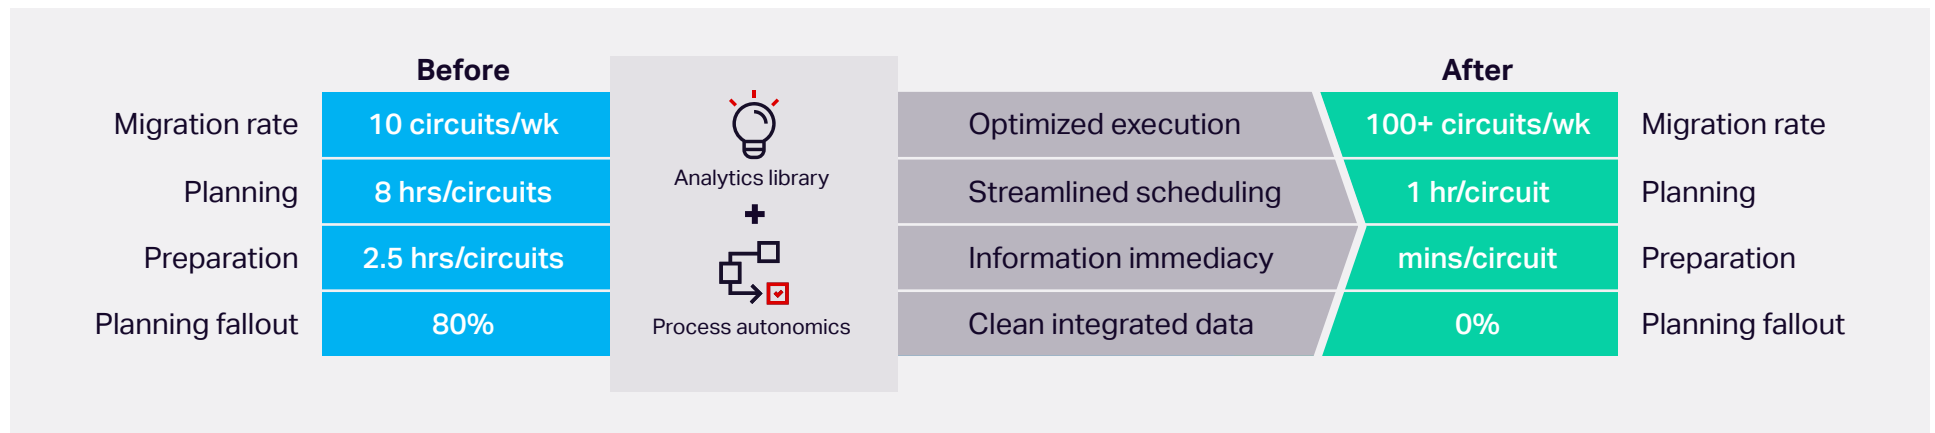 Before
After
Migration rate
10 circuits/wk
Optimized execution
100+ circuits/wk
Migration rate
Analytics library
Planning
8 hrs/circuits
Streamlined scheduling
1 hr/circuit
Planning
Preparation
2.5 hrs/circuits
Information immediacy
mins/circuit
Preparation
Planning fallout
80%
Process autonomics
Clean integrated data
0%
Planning fallout